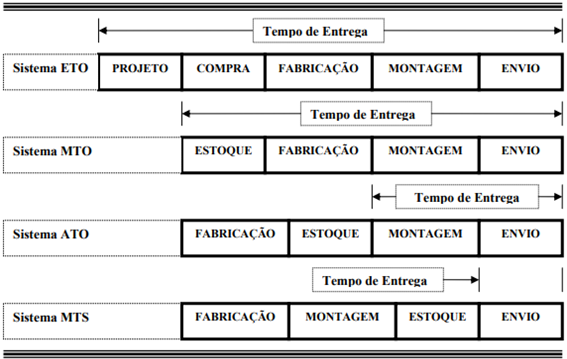 Tempo de Entrega
Sistema ETO PROJETO COMPRA FABRICAÇÃO MONTAGEM ENVIO
Tempo de Entrega
Sistema MTO ESTOQUE FABRICAÇÃO MONTAGEM ENVIO
Tempo de Entrega
Sistema ATO FABRICAÇÃO ESTOQUE MONTAGEM ENVIO
Tempo de Entrega
Sistema MTS FABRICAÇÃO MONTAGEM ESTOQUE ENVIO